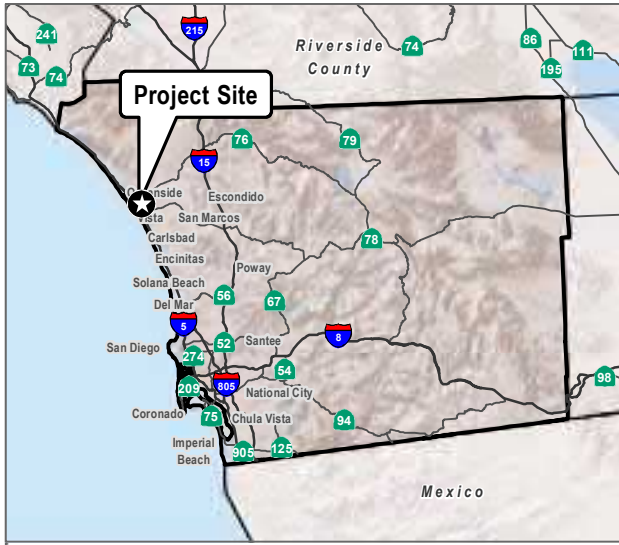 241
215
73
74
Riverside
County
74
86
111
195
Project Site
76
79
15
Escondido
Vista
San Marcos
Carlsbad
78
Encinitas
Poway
Solana Beach
56
67
Del Mar
5
San Diego
52
Santee
8
274
54
98
209
805
National City
Coronado
75
Chula Vista
94
Imperial
Beach
905
125
Mexico